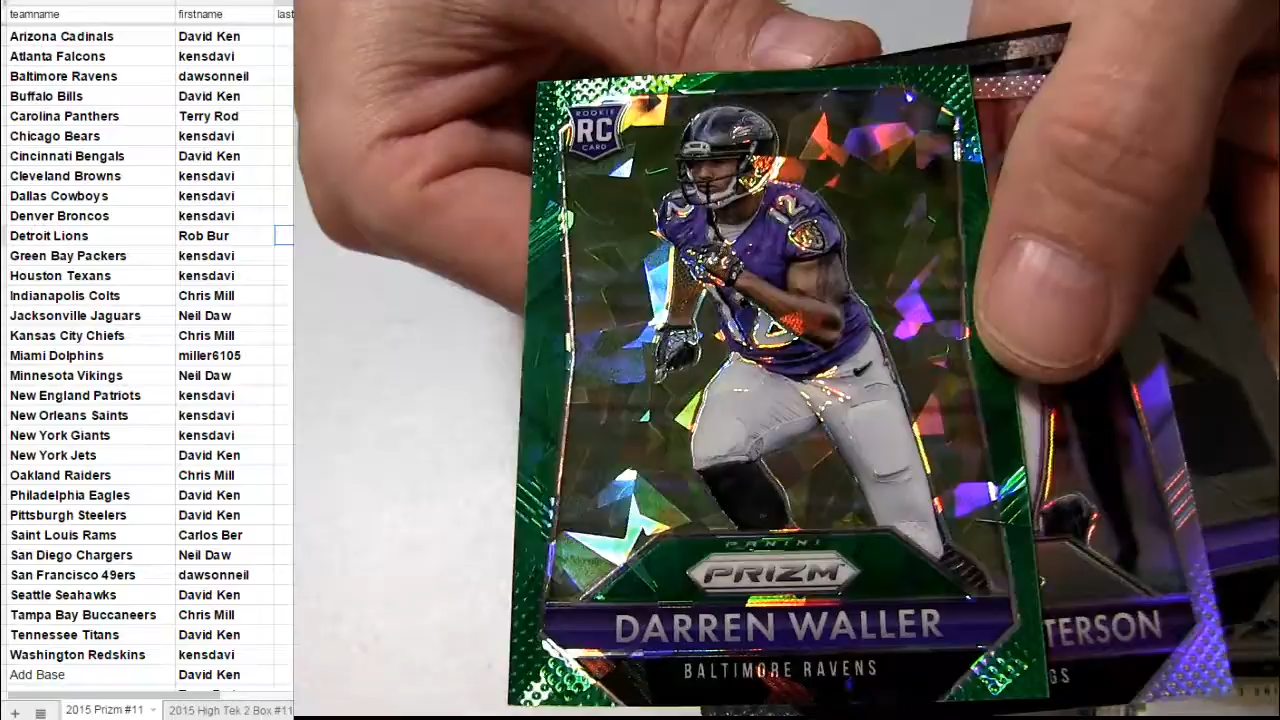 teamname firstname last
Arizona Cadinals David Ken
Atlanta Falcons kensdavi
Baltimore Ravens dawsonneil
Buffalo Bills David Ken
Carolina Panthers Terry Rod
Chicago Bears kensdavi
Cincinnati Bengals David Ken
Cleveland Browns kensdavi
Dallas Cowboys kensdavi
Denver Broncos kensdavi
Detroit Lions Rob Bur
Green Bay Packers kensdavi
Houston Texans kensdavi
Indianapolis Colts Chris Mill
Jacksonville Jaguars Neil Daw
Kansas City Chiefs Chris Mill
Miami Dolphins miller6105
Minnesota Vikings Neil Daw
New England Patriots kensdavi
New Orleans Saints kensdavi
New York Giants kensdavi
New York Jets David Ken
Oakland Raiders Chris Mill
Philadelphia Eagles David Ken
Pittsburgh Steelers David Ken
Saint Louis Rams Carlos Ber
San Diego Chargers Neil Daw
San Francisco 49ers dawsonneil
Seattle Seahawks David Ken
Tampa Bay Buccaneers Chris Mill
Tennessee Titans David Ken
Washington Redskins kensdavi
Add Base David Ken
2015 Prizm #11 2015 High Tek 2 Box #11
ROOKIE
RC
CARD
12
PANINI
PRIZM
DARREN WALLER
BALTIMORE RAVENS
TERSON
GS